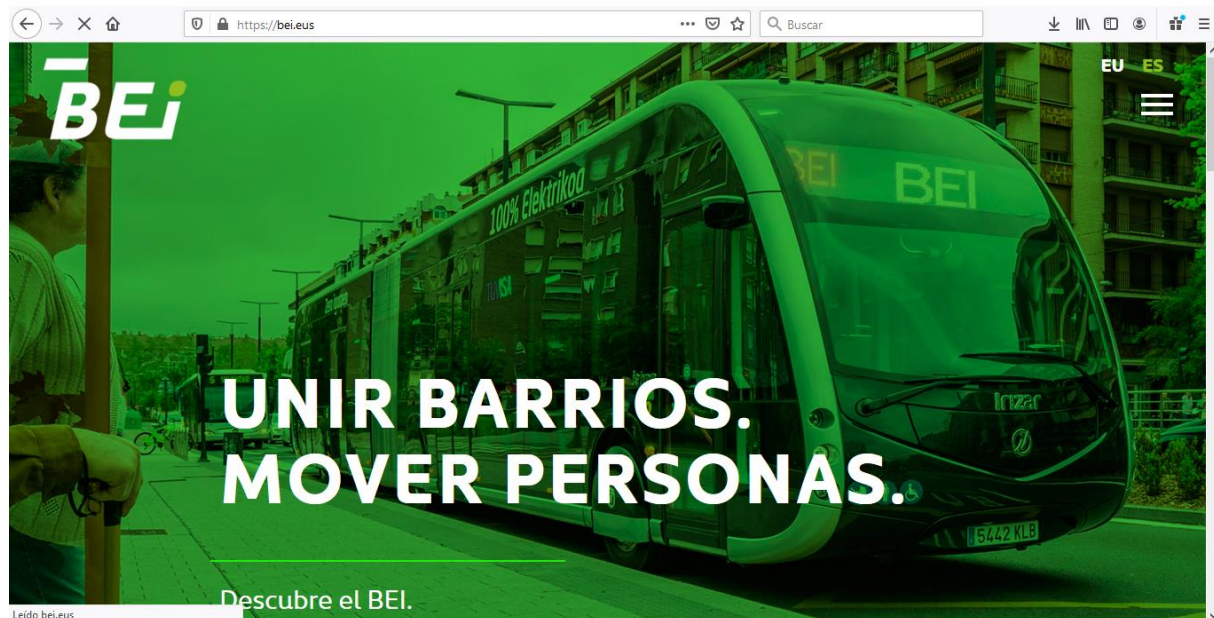 https://bei.eus
Buscar
BEi
EU ES
100% Elektrikoa
BEI BEI
TUVISA
Irizar
UNIR BARRIOS.
MOVER PERSONAS.
5442 KLB
Descubre el BEI.
Leído bei.eus